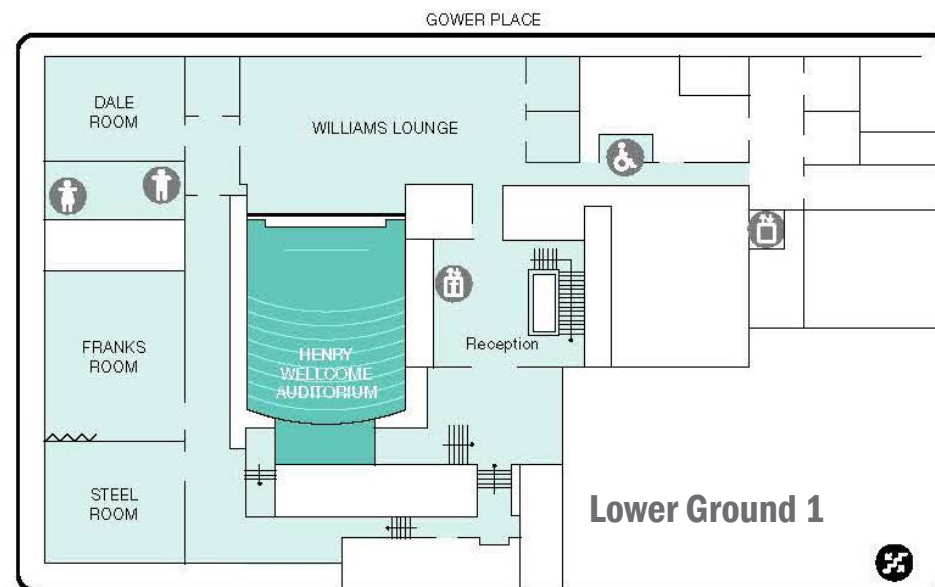 GOWER PLACE
DALE
ROOM
WILLIAMS LOUNGE
FRANKS
ROOM
HENRY
WELLCOME
AUDITORIUM
Reception
STEEL
ROOM
Lower Ground 1